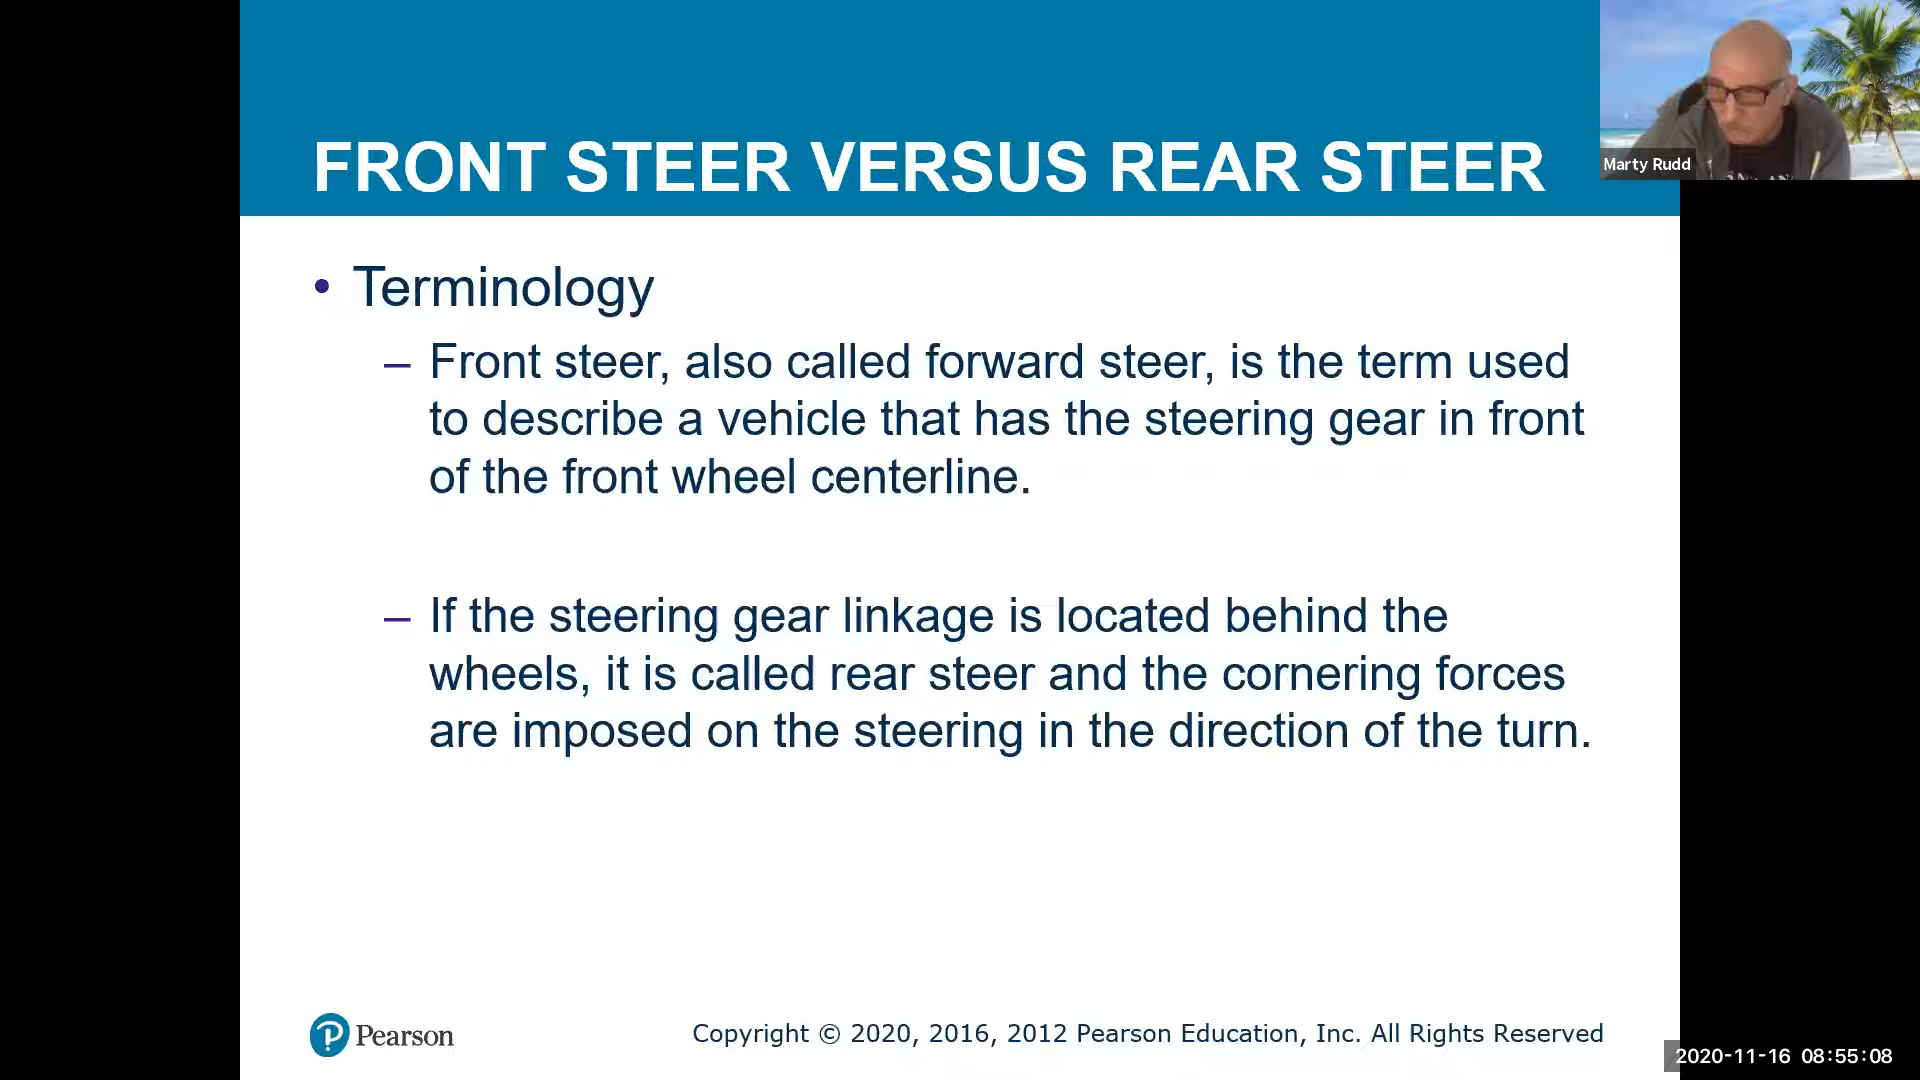 FRONT STEER VERSUS REAR STEER
Marty Rudd
• Terminology
– Front steer, also called forward steer, is the term used
to describe a vehicle that has the steering gear in front
of the front wheel centerline.
– If the steering gear linkage is located behind the
wheels, it is called rear steer and the cornering forces
are imposed on the steering in the direction of the turn.
Pearson
Copyright © 2020, 2016, 2012 Pearson Education, Inc. All Rights Reserved
2020-11-16 08:55:08